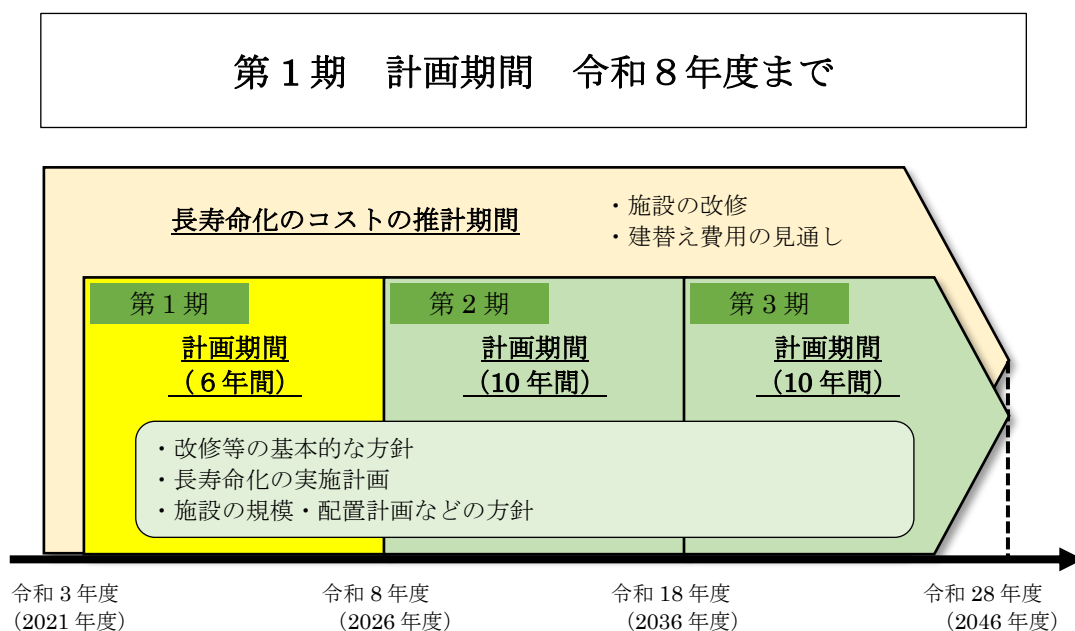 第１期　計画期間　令和８年度まで
長寿命化のコストの推計期間
・施設の改修
・建替え費用の見通し
第 1 期
計画期間
（６年間）
第 2 期
計画期間
（10 年間）
第 3 期
計画期間
（10 年間）
・改修等の基本的な方針
・長寿命化の実施計画
・施設の規模・配置計画などの方針
令和 3 年度
（2021 年度）
令和 8 年度
（2026 年度）
令和 18 年度
（2036 年度）
令和 28 年度
（2046 年度）